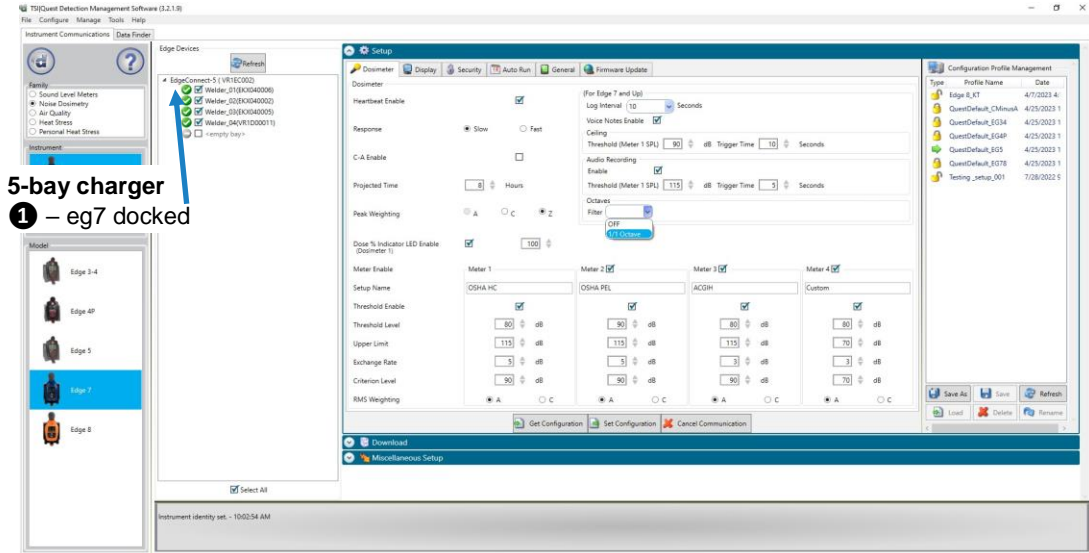 TSI|Quest Detection Management Software (3.2.1.9)
File Configure Manage Tools Help
Instrument Communications Data Finder
Family
Sound Level Meters
Noise Dosimetry
Air Quality
Heat Stress
Personal Heat Stress
Instrument
5-bay charger
❶ – eg7 docked
Model
Edge 3-4
Edge 4P
Edge 5
Edge 7
Edge 8
Edge Devices
Refresh
EdgeConnect-5 ( VR1EC002)
Welder_01(EKX040006)
Welder_02(EKX040002)
Welder_03(EKX040005)
Welder_04(VR1D00011)
<empty bay>
Select All
Setup
Dosimeter Display Security Auto Run General Firmware Update
Dosimeter
Heartbeat Enable
Response Slow Fast
C-A Enable
Projected Time 8 Hours
Peak Weighting A C Z
Dose % Indicator LED Enable 100
(Dosimeter 1)
(For Edge 7 and Up)
Log Interval 10 Seconds
Voice Notes Enable
Ceiling
Threshold (Meter 1 SPL) 90 dB Trigger Time 10 Seconds
Audio Recording
Enable
Threshold (Meter 1 SPL) 115 dB Trigger Time 5 Seconds
Octaves
Filter
OFF
1/1 Octave
Meter Enable Meter 1 Meter 2 Meter 3 Meter 4
Setup Name OSHA HC OSHA PEL ACGIH Custom
Threshold Enable
Threshold Level 80 dB 90 dB 80 dB 80 dB
Upper Limit 115 dB 115 dB 115 dB 70 dB
Exchange Rate 5 dB 5 dB 3 dB 3 dB
Criterion Level 90 dB 90 dB 90 dB 70 dB
RMS Weighting A C A C A C A C
Get Configuration Set Configuration Cancel Communication
Download
Miscellaneous Setup
Configuration Profile Management
Type Profile Name Date
Edge 8_KT 4/7/2023 4:
QuestDefault_CMinusA 4/25/2023 1
QuestDefault_EG34 4/25/2023 1
QuestDefault_EG4P 4/25/2023 1
QuestDefault_EG5 4/25/2023 1
QuestDefault_EG78 4/25/2023 1
Testing _setup_001 7/28/2022 5
Save As Save Refresh
Load Delete Rename
Instrument identity set. - 10:02:54 AM